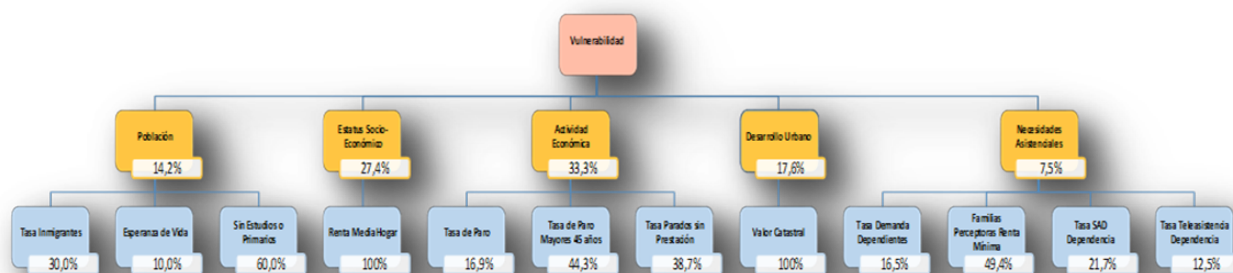 Vulnerabilidad
Población
14,2%
Estatus Socio-
Económico
27,4%
Actividad
Económica
33,3%
Desarrollo Urbano
17,6%
Necesidades
Asistenciales
7,5%
Tasa Inmigrantes
30,0%
Esperanza de Vida
10,0%
Sin Estudios o
Primarios
60,0%
Renta Media Hogar
100%
Tasa de Paro
16,9%
Tasa de Paro
Mayores 45 años
44,3%
Tasa Parados sin
Prestación
38,7%
Valor Catastral
100%
Tasa Demanda
Dependientes
16,5%
Familias
Perceptoras Renta
Mínima
49,4%
Tasa SAD
Dependencia
21,7%
Tasa Teleasistencia
Dependencia
12,5%